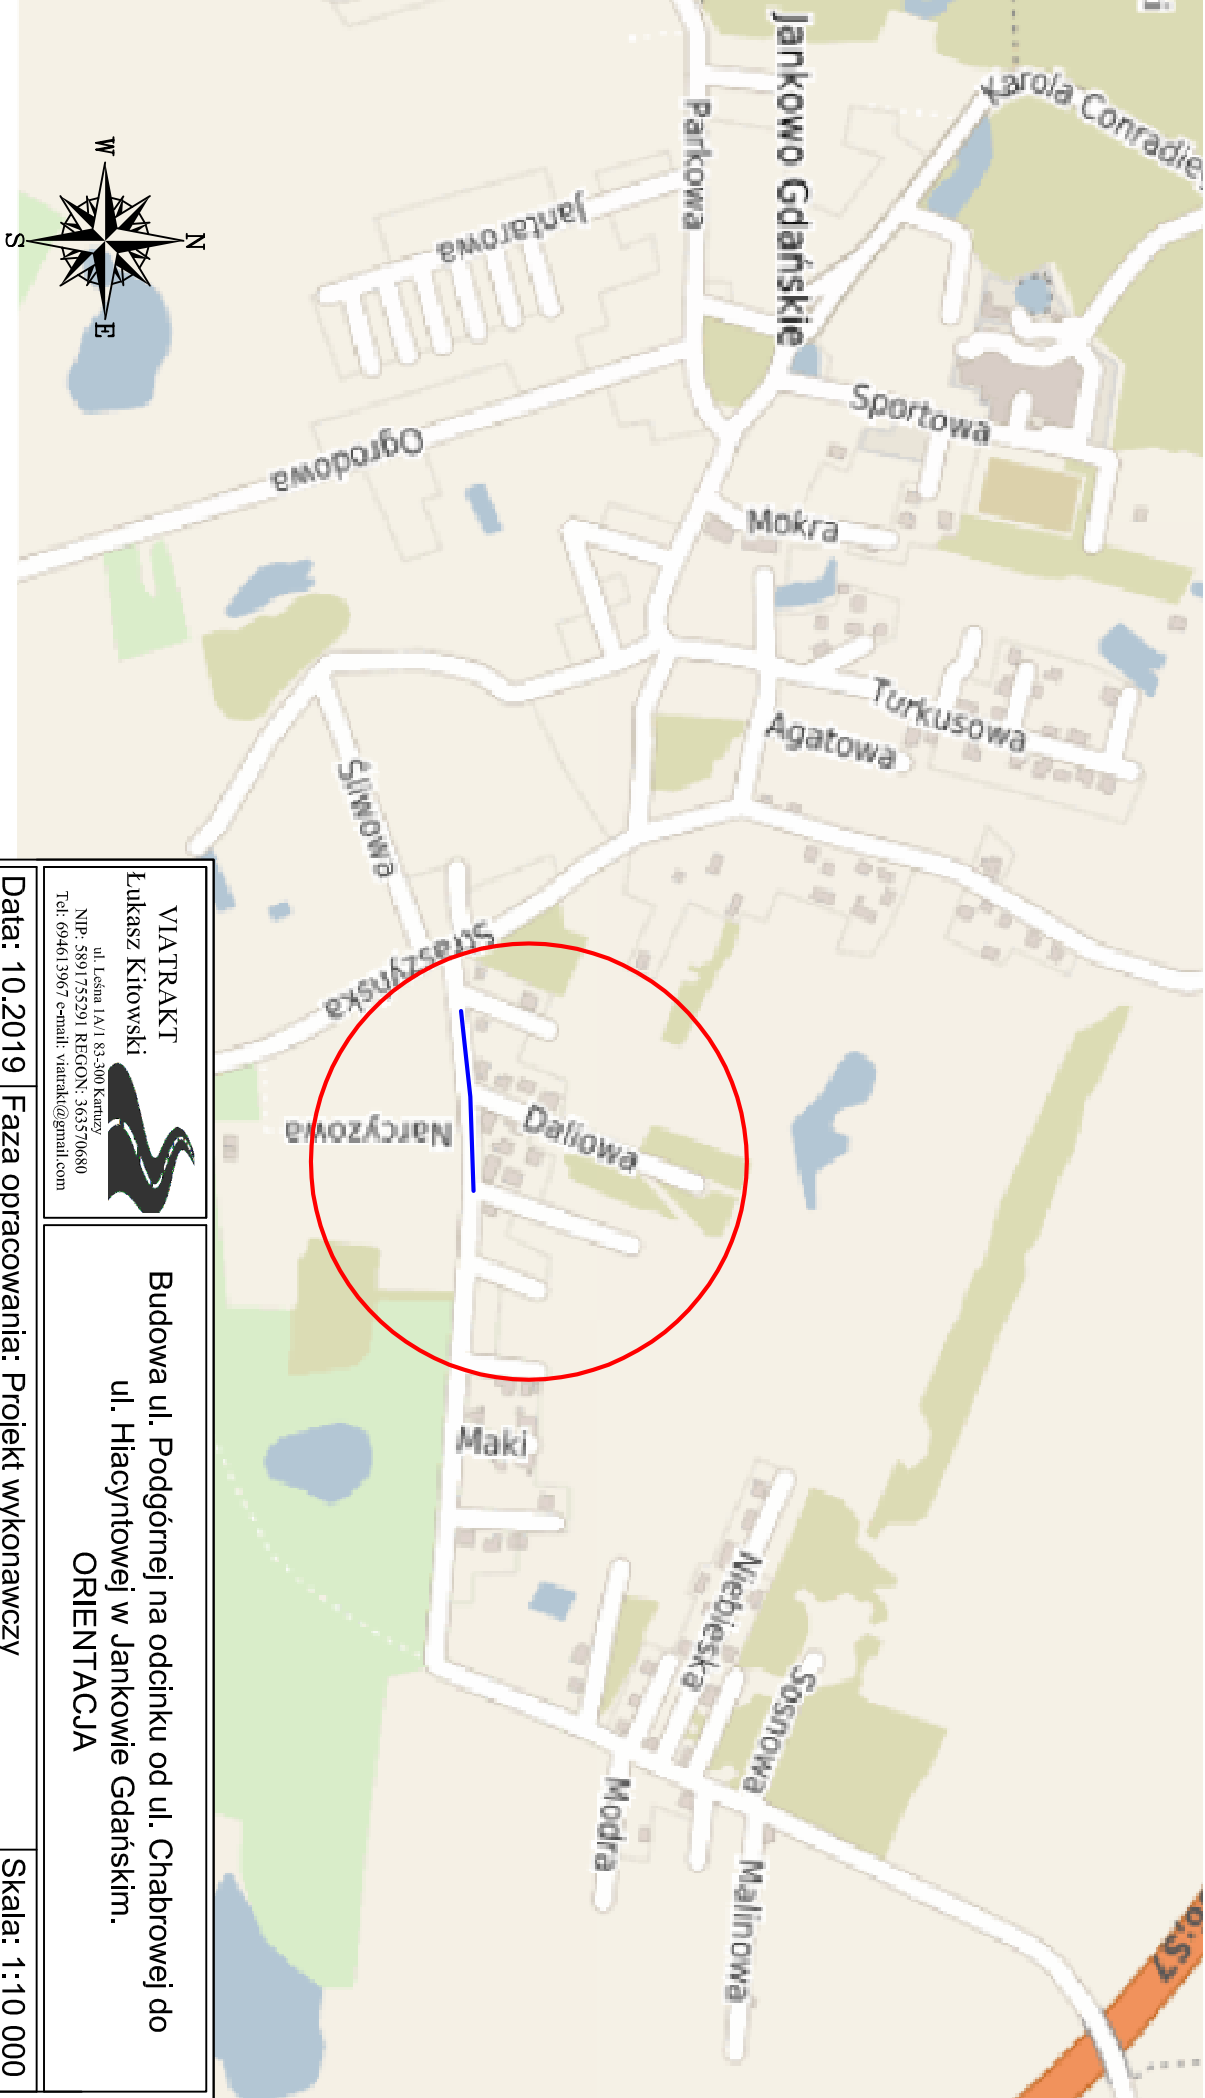 Jankowo Gdańskie
Karola Conradie
Parkowa
Jantarowa
Ogrodowa
Sportowa
Mokra
Turkusowa
Agatowa
Śliwowa
Straszyńska
Narcyzowa
Daliowa
Maki
Niebieska
Sosnowa
Modra
Malinowa
W
N
S
E
VIATRAKT
Łukasz Kitowski
ul. Leśna 1A/1 83-300 Kartuzy
NIP: 5891755291 REGON: 363570680
Tel: 694613967 e-mail: viatrakt@gmail.com
Budowa ul. Podgórnej na odcinku od ul. Chabrowej do
ul. Hiacyntowej w Jankowie Gdańskim.
ORIENTACJA
Data: 10.2019
Faza opracowania: Projekt wykonawczy
Skala: 1:10 000